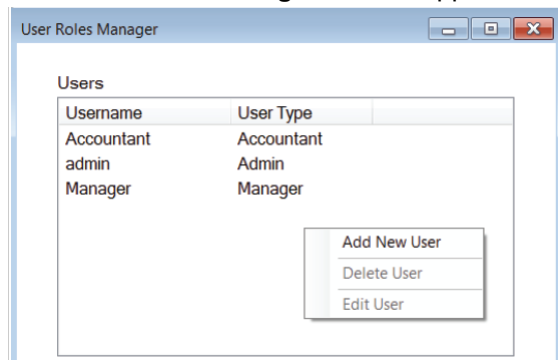 User Roles Manager
Users
Username User Type
Accountant Accountant
admin Admin
Manager Manager
Add New User
Delete User
Edit User